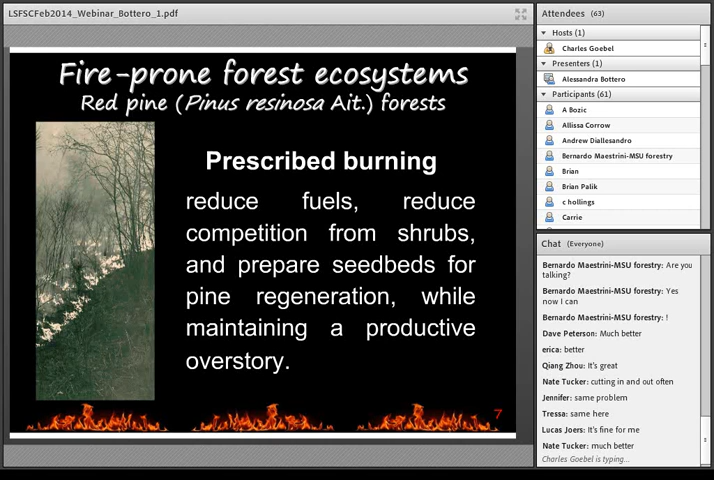 LSFSCFeb2014_Webinar_Bottero_1.pdf
Fire-prone forest ecosystems
Red pine (Pinus resinosa Ait.) forests
Prescribed burning
reduce fuels, reduce
competition from shrubs,
and prepare seedbeds for
pine regeneration, while
maintaining a productive
overstory.
7
Attendees (63)
Hosts (1)
Charles Goebel
Presenters (1)
Alessandra Bottero
Participants (61)
A Bozic
Allissa Corrow
Andrew Diallesandro
Bernardo Maestrini-MSU forestry
Brian
Brian Palik
c hollings
Carrie
Chat (Everyone)
Bernardo Maestrini-MSU forestry: Are you
talking?
Bernardo Maestrini-MSU forestry: Yes
now I can
Bernardo Maestrini-MSU forestry: !
Dave Peterson: Much better
erica: better
Qiang Zhou: It's great
Nate Tucker: cutting in and out often
Jennifer: same problem
Tressa: same here
Lucas Joers: It's fine for me
Nate Tucker: much better
Charles Goebel is typing...